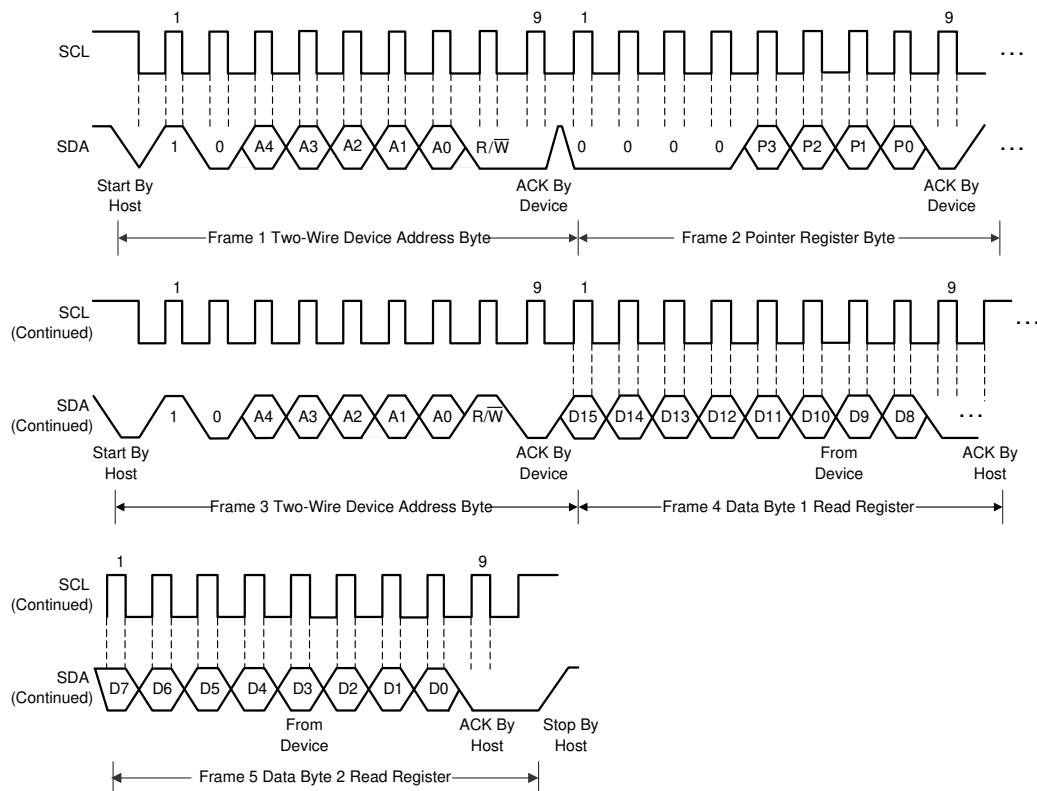 1 9 1 9
SCL
...
SDA 1 0 A4 A3 A2 A1 A0 R/W̅ 0 0 0 0 P3 P2 P1 P0 ...
Start By Host
ACK By Device
ACK By Device
Frame 1 Two-Wire Device Address Byte
Frame 2 Pointer Register Byte
1 9 1 9
SCL (Continued)
...
SDA (Continued) 1 0 A4 A3 A2 A1 A0 R/W̅ D15 D14 D13 D12 D11 D10 D9 D8 ...
Start By Host
ACK By Device
From Device
ACK By Host
Frame 3 Two-Wire Device Address Byte
Frame 4 Data Byte 1 Read Register
1 9
SCL (Continued)
SDA (Continued) D7 D6 D5 D4 D3 D2 D1 D0
From Device
ACK By Host
Stop By Host
Frame 5 Data Byte 2 Read Register